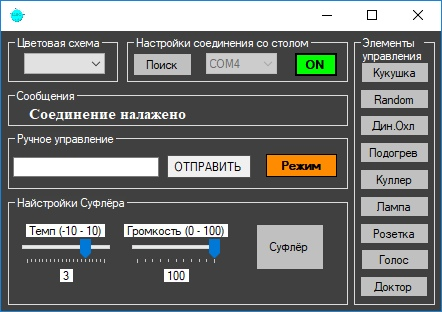 Цветовая схема
Настройки соединения со столом
Поиск
COM4
ON
Сообщения
Соединение налажено
Ручное управление
ОТПРАВИТЬ
Режим
Найстройки Суфлёра
Темп (-10 - 10)
Громкость (0 - 100)
3
100
Суфлёр
Элементы
управления
Кукушка
Random
Дин.Охл
Подогрев
Куллер
Лампа
Розетка
Голос
Доктор